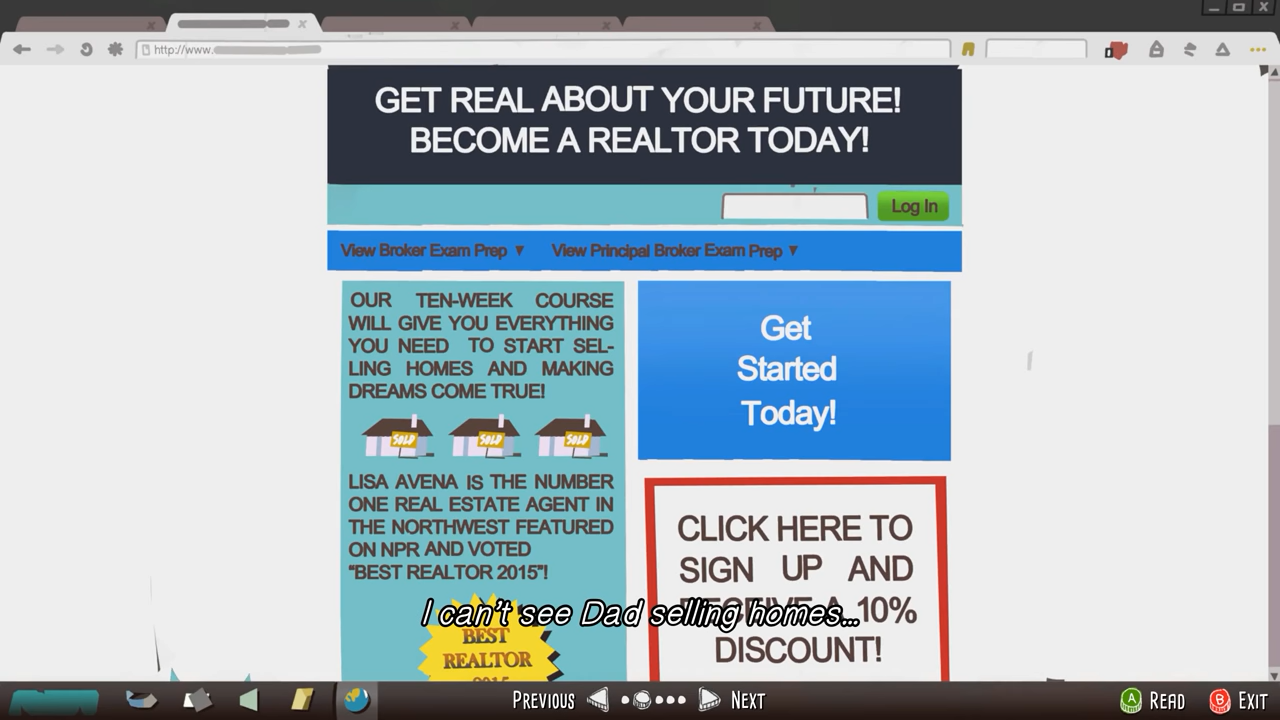 http://www.
GET REAL ABOUT YOUR FUTURE!
BECOME A REALTOR TODAY!
Log In
View Broker Exam Prep ▼ View Principal Broker Exam Prep ▼
OUR TEN-WEEK COURSE
WILL GIVE YOU EVERYTHING
YOU NEED TO START SEL-
LING HOMES AND MAKING
DREAMS COME TRUE!
SOLD SOLD SOLD
LISA AVENA IS THE NUMBER
ONE REAL ESTATE AGENT IN
THE NORTHWEST FEATURED
ON NPR AND VOTED
“BEST REALTOR 2015”!
BEST
REALTOR
2015
Get
Started
Today!
CLICK HERE TO
SIGN UP AND
RECEIVE A 10%
DISCOUNT!
I can't see Dad selling homes...
PREVIOUS NEXT
A READ B EXIT